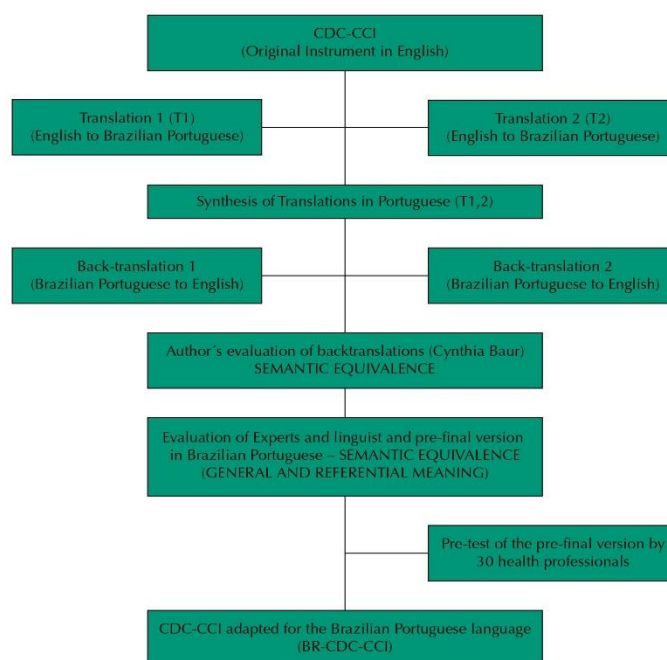 CDC-CCI
(Original Instrument in English)
Translation 1 (T1)
(English to Brazilian Portuguese)
Translation 2 (T2)
(English to Brazilian Portuguese)
Synthesis of Translations in Portuguese (T1,2)
Back-translation 1
(Brazilian Portuguese to English)
Back-translation 2
(Brazilian Portuguese to English)
Author´s evaluation of backtranslations (Cynthia Baur)
SEMANTIC EQUIVALENCE
Evaluation of Experts and linguist and pre-final version
in Brazilian Portuguese – SEMANTIC EQUIVALENCE
(GENERAL AND REFERENTIAL MEANING)
Pre-test of the pre-final version by
30 health professionals
CDC-CCI adapted for the Brazilian Portuguese language
(BR-CDC-CCI)